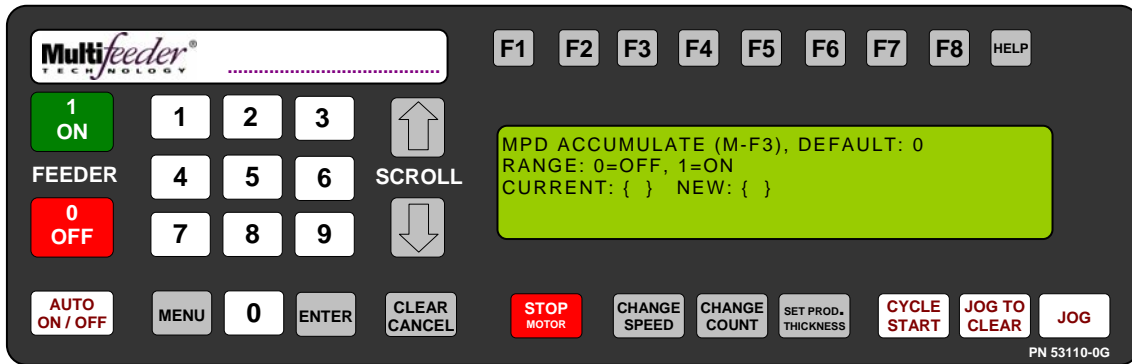 Multifeeder®
TECHNOLOGY
F1 F2 F3 F4 F5 F6 F7 F8 HELP
1
ON
FEEDER
0
OFF
1 2 3
4 5 6
7 8 9
SCROLL
MPD ACCUMULATE (M-F3), DEFAULT: 0
RANGE: 0=OFF, 1=ON
CURRENT: { } NEW: { }
AUTO
ON / OFF
MENU
0
ENTER
CLEAR
CANCEL
STOP
MOTOR
CHANGE
SPEED
CHANGE
COUNT
SET PROD.
THICKNESS
CYCLE
START
JOG TO
CLEAR
JOG
PN 53110-0G